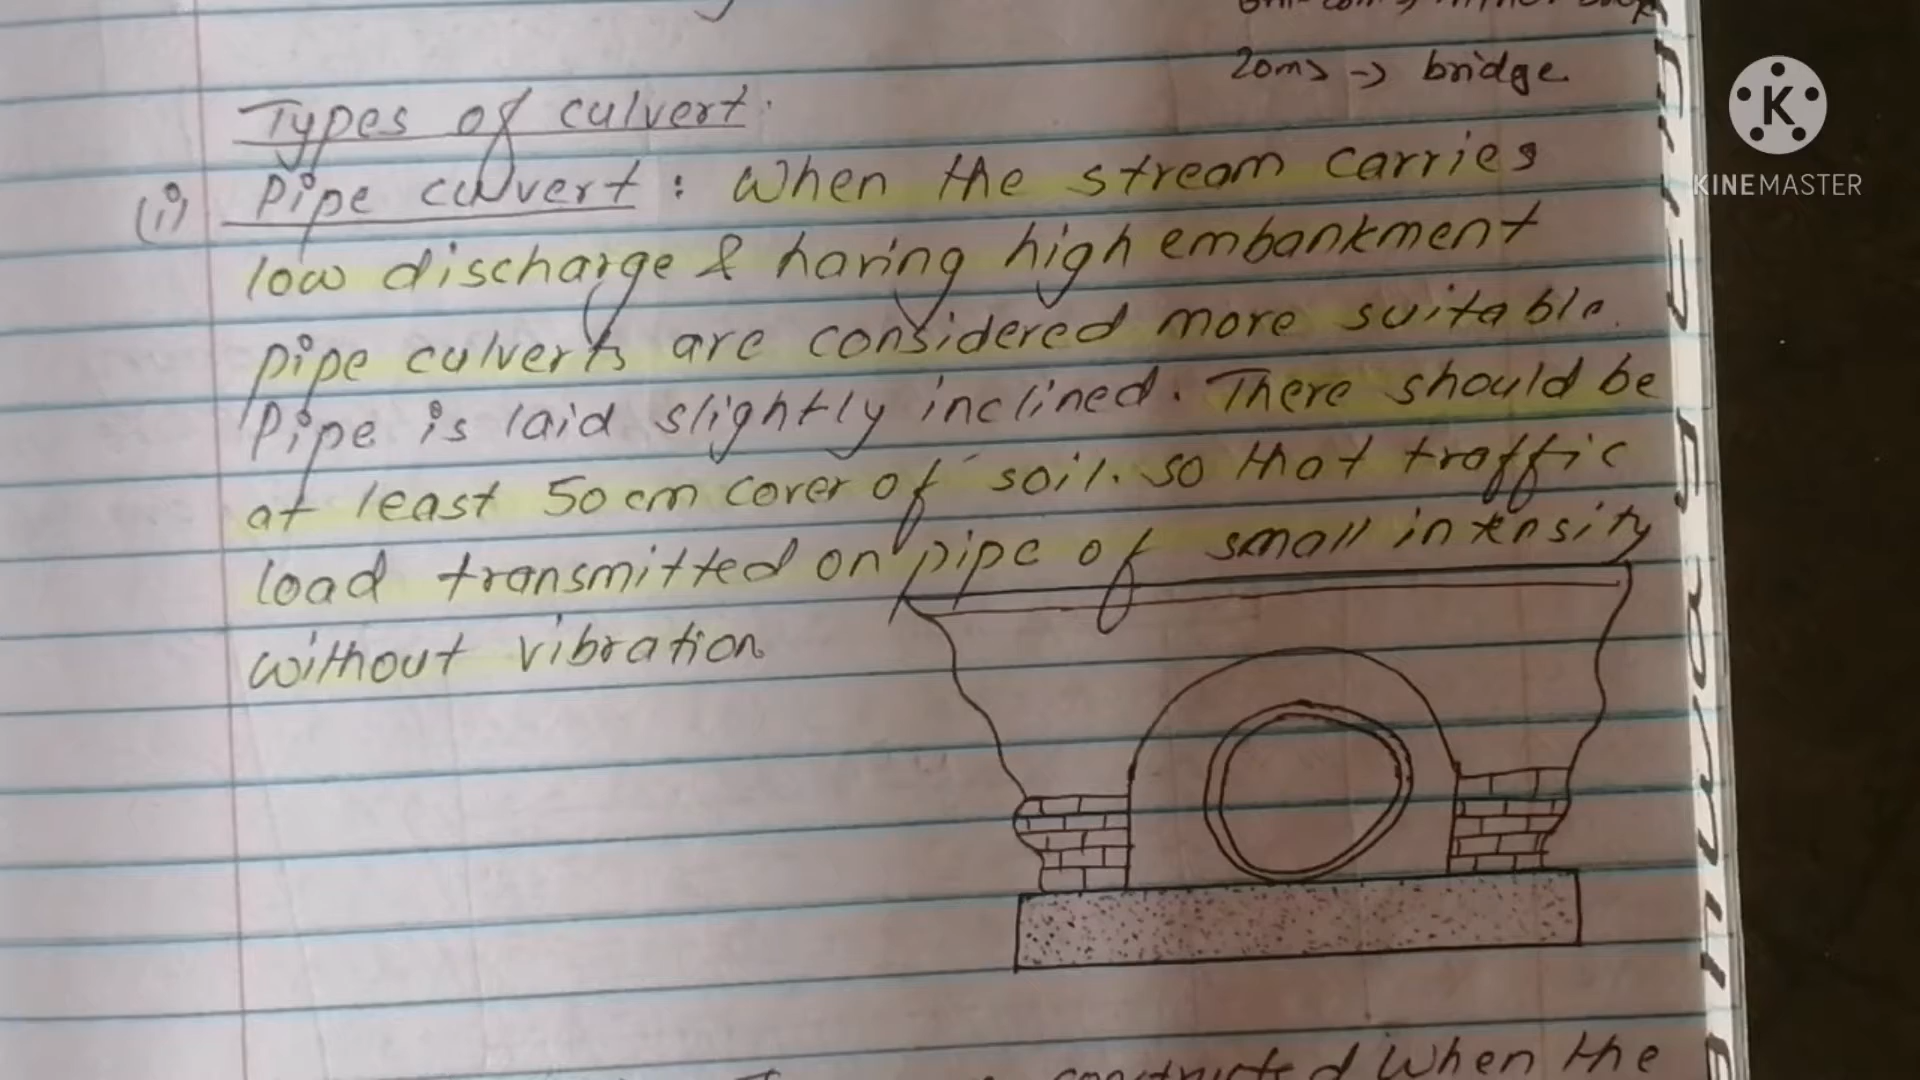 20m> → bridge.
Types of culvert:
(i) Pipe culvert : When the stream carries
low discharge & having high embankment
pipe culverts are considered more suitable.
Pipe is laid slightly inclined. There should be
at least 50 cm cover of soil. so that traffic
load transmitted on pipe of small intensity
without vibration
constructed when the
K
KINEMASTER